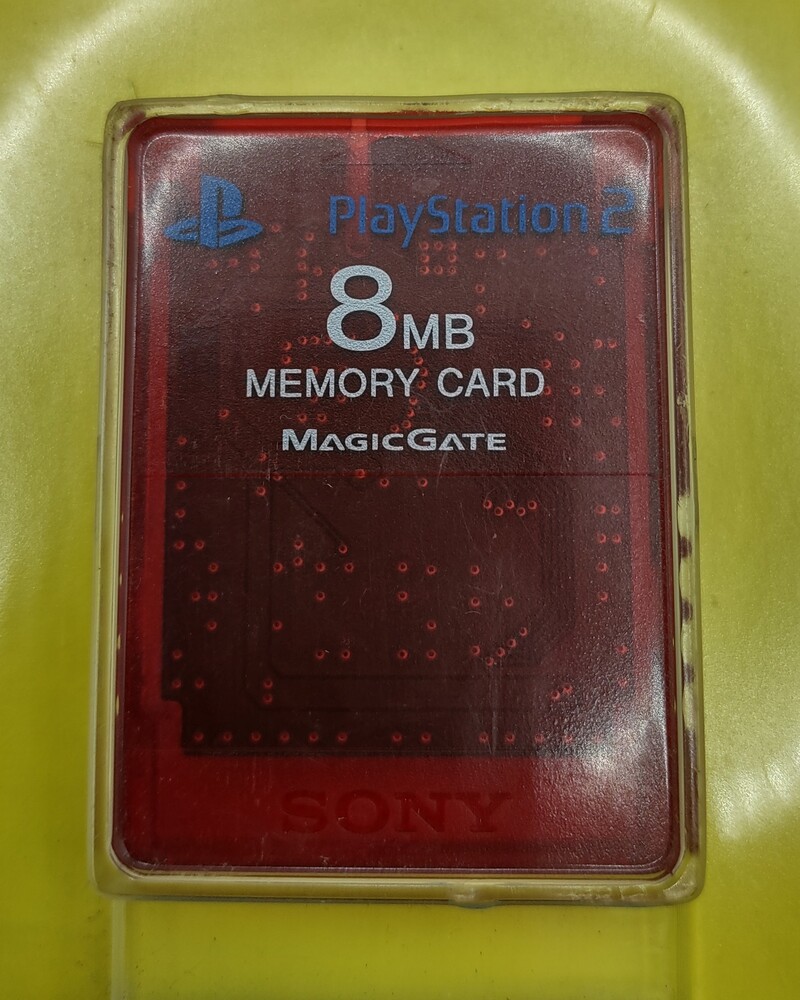 PlayStation 2
8MB
MEMORY CARD
MAGICGATE
SONY